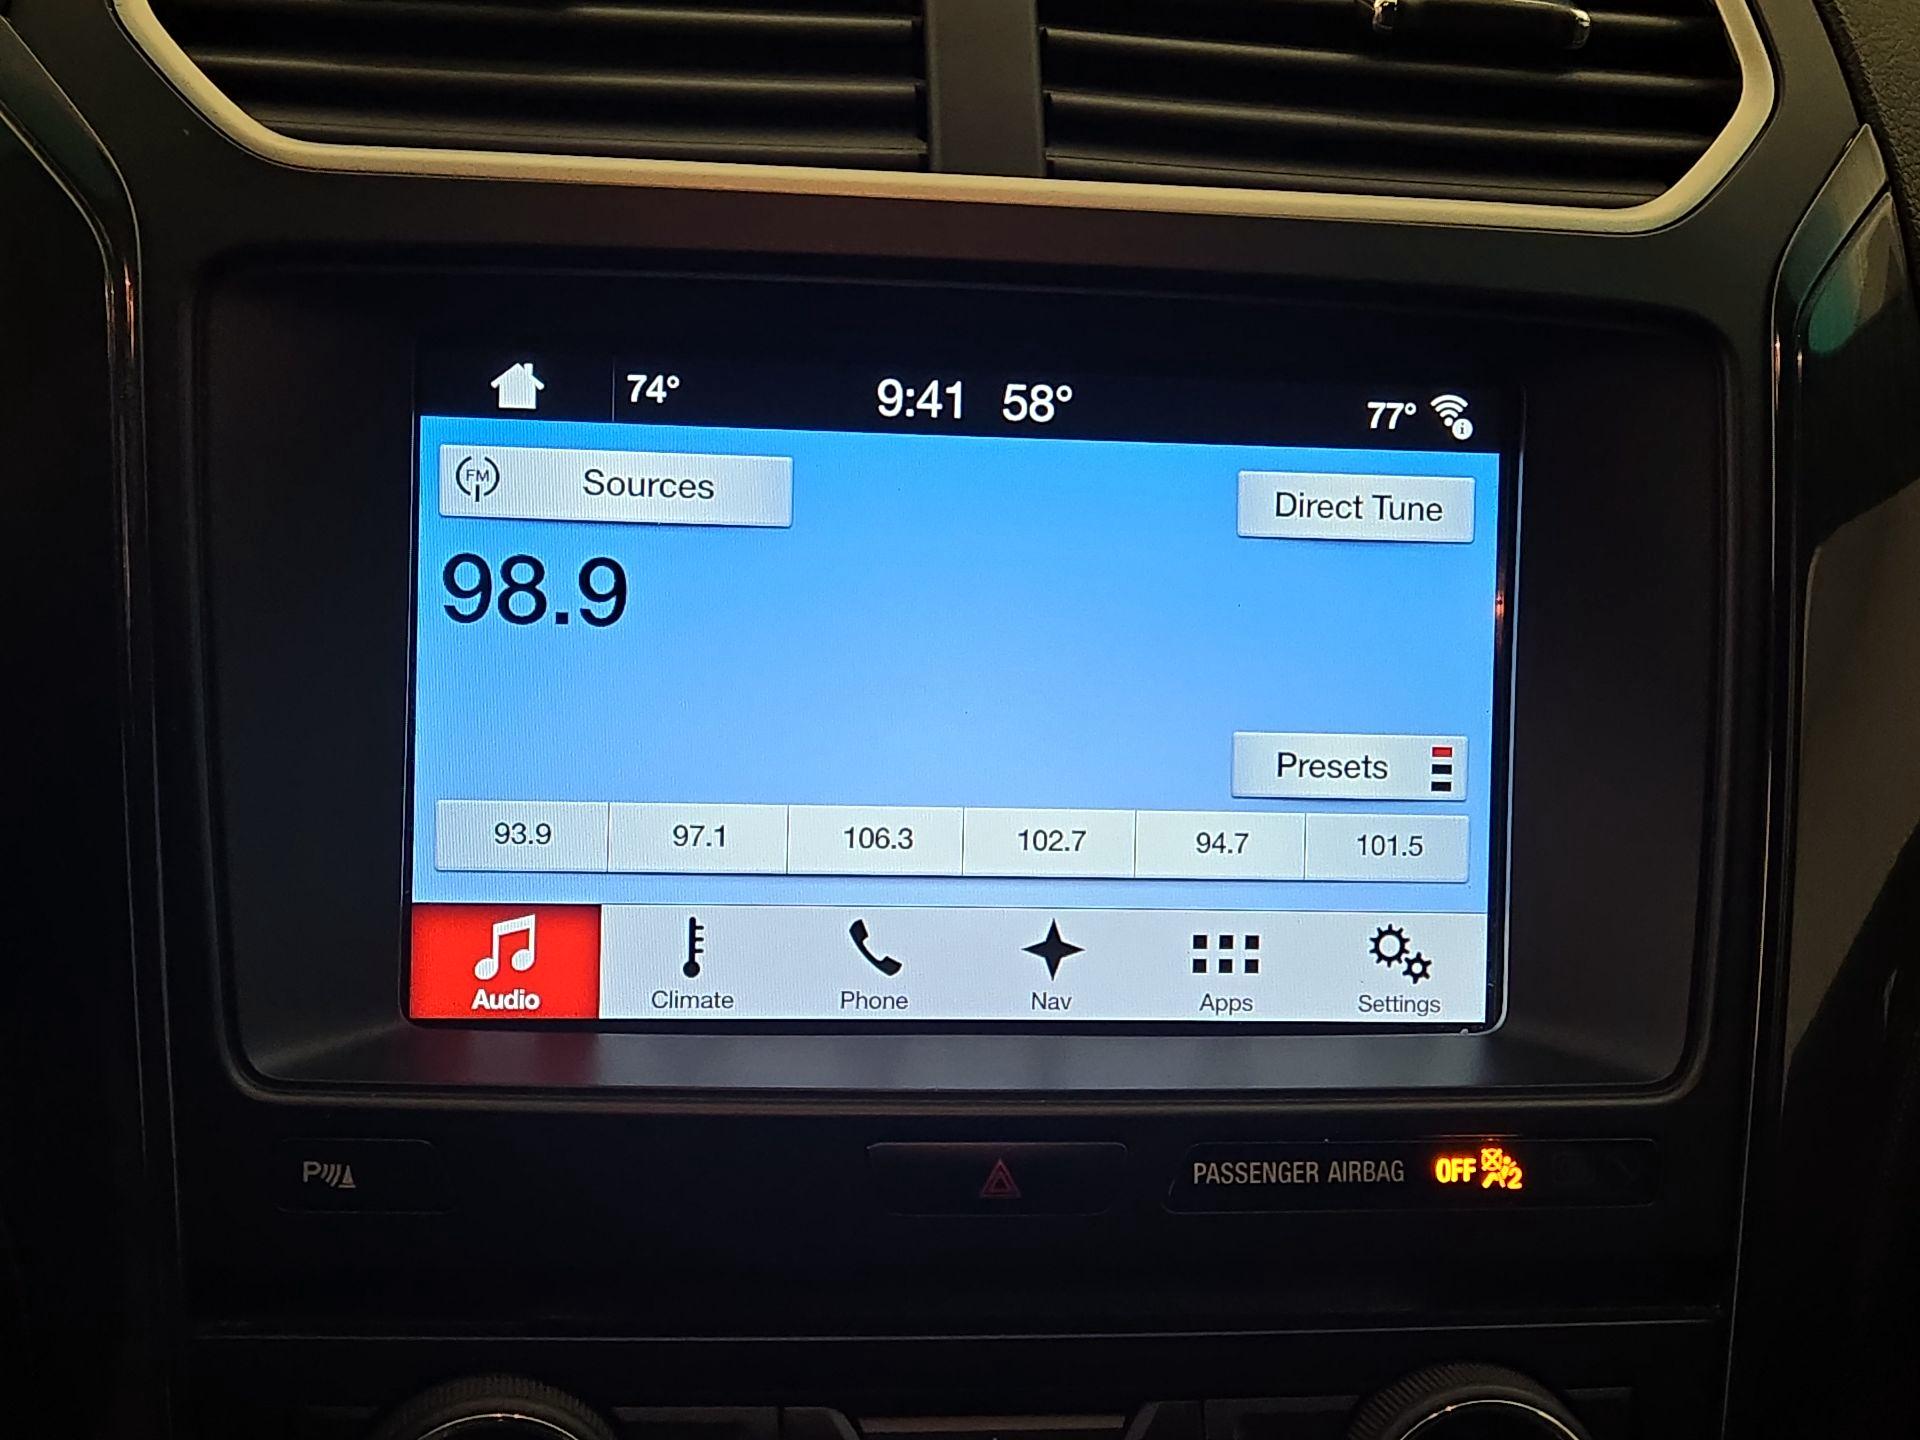 74° 9:41 58° 77°
FM Sources
Direct Tune
98.9
Presets
93.9 97.1 106.3 102.7 94.7 101.5
Audio Climate Phone Nav Apps Settings
P PASSENGER AIRBAG OFF 2